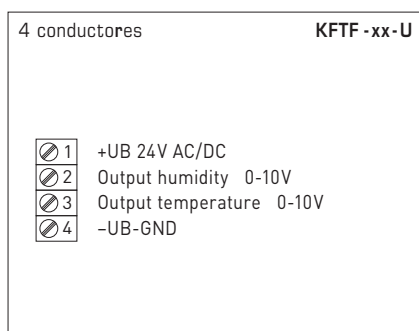 4 conductores KFTF-xx-U
1 +UB 24V AC/DC
2 Output humidity 0-10V
3 Output temperature 0-10V
4 –UB-GND